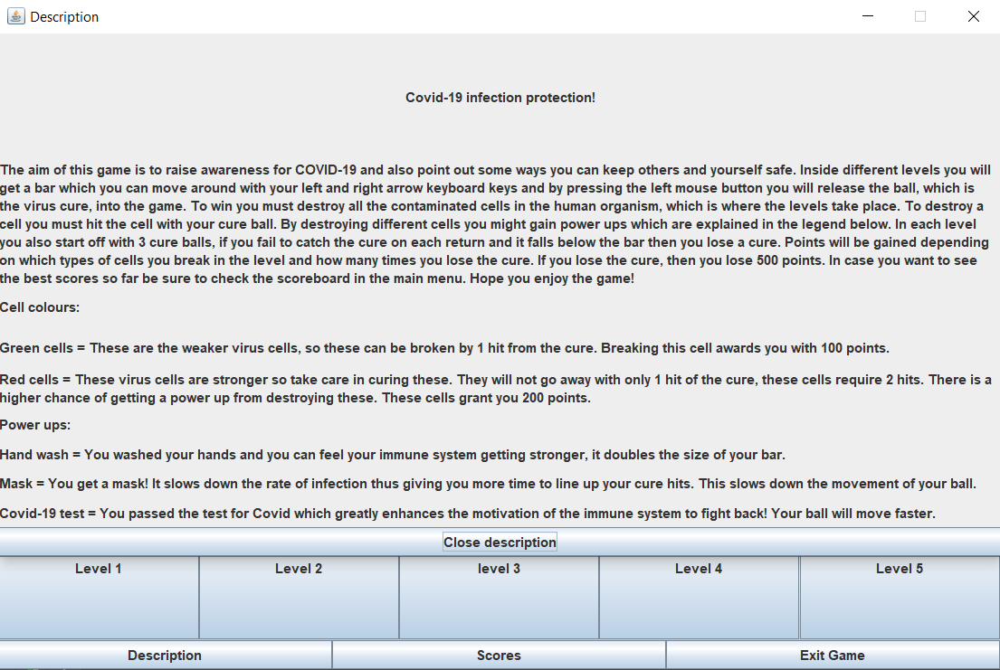 Description
Covid-19 infection protection!
The aim of this game is to raise awareness for COVID-19 and also point out some ways you can keep others and yourself safe. Inside different levels you will
get a bar which you can move around with your left and right arrow keyboard keys and by pressing the left mouse button you will release the ball, which is
the virus cure, into the game. To win you must destroy all the contaminated cells in the human organism, which is where the levels take place. To destroy a
cell you must hit the cell with your cure ball. By destroying different cells you might gain power ups which are explained in the legend below. In each level
you also start off with 3 cure balls, if you fail to catch the cure on each return and it falls below the bar then you lose a cure. Points will be gained depending
on which types of cells you break in the level and how many times you lose the cure. If you lose the cure, then you lose 500 points. In case you want to see
the best scores so far be sure to check the scoreboard in the main menu. Hope you enjoy the game!
Cell colours:
Green cells = These are the weaker virus cells, so these can be broken by 1 hit from the cure. Breaking this cell awards you with 100 points.
Red cells = These virus cells are stronger so take care in curing these. They will not go away with only 1 hit of the cure, these cells require 2 hits. There is a
higher chance of getting a power up from destroying these. These cells grant you 200 points.
Power ups:
Hand wash = You washed your hands and you can feel your immune system getting stronger, it doubles the size of your bar.
Mask = You get a mask! It slows down the rate of infection thus giving you more time to line up your cure hits. This slows down the movement of your ball.
Covid-19 test = You passed the test for Covid which greatly enhances the motivation of the immune system to fight back! Your ball will move faster.
Close description
Level 1 Level 2 level 3 Level 4 Level 5
Description Scores Exit Game